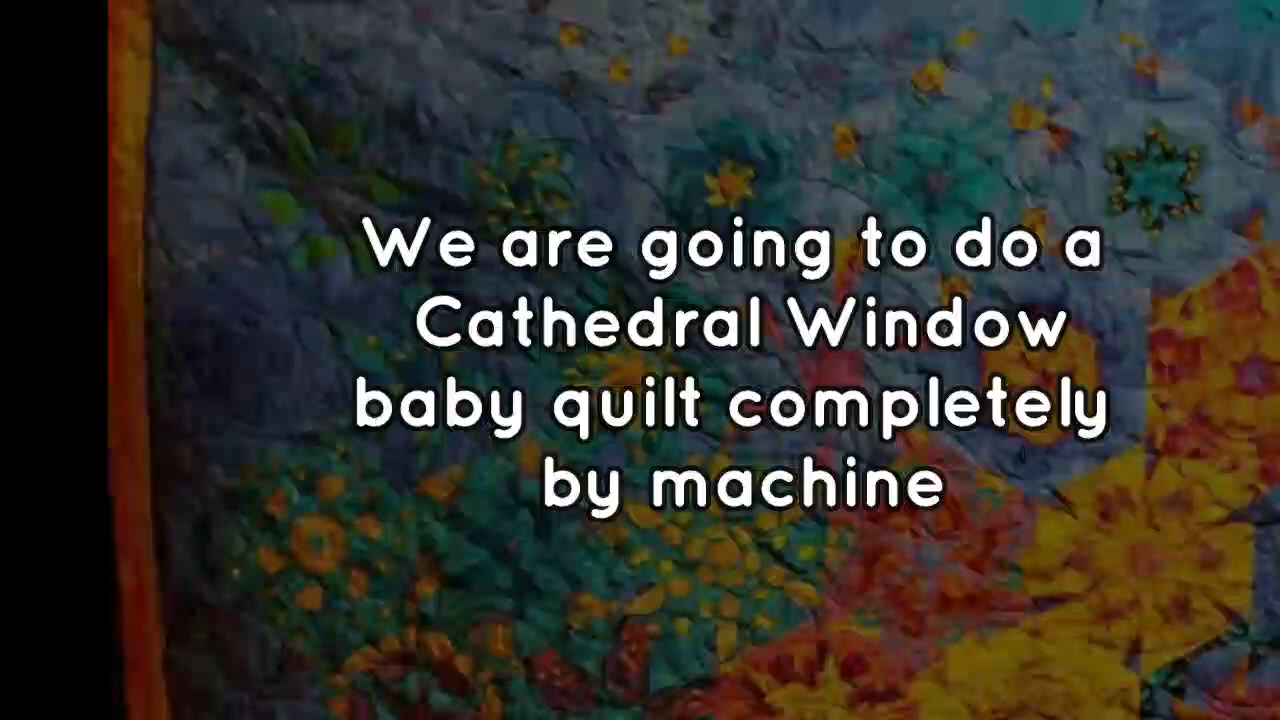 We are going to do a
Cathedral Window
baby quilt completely
by machine